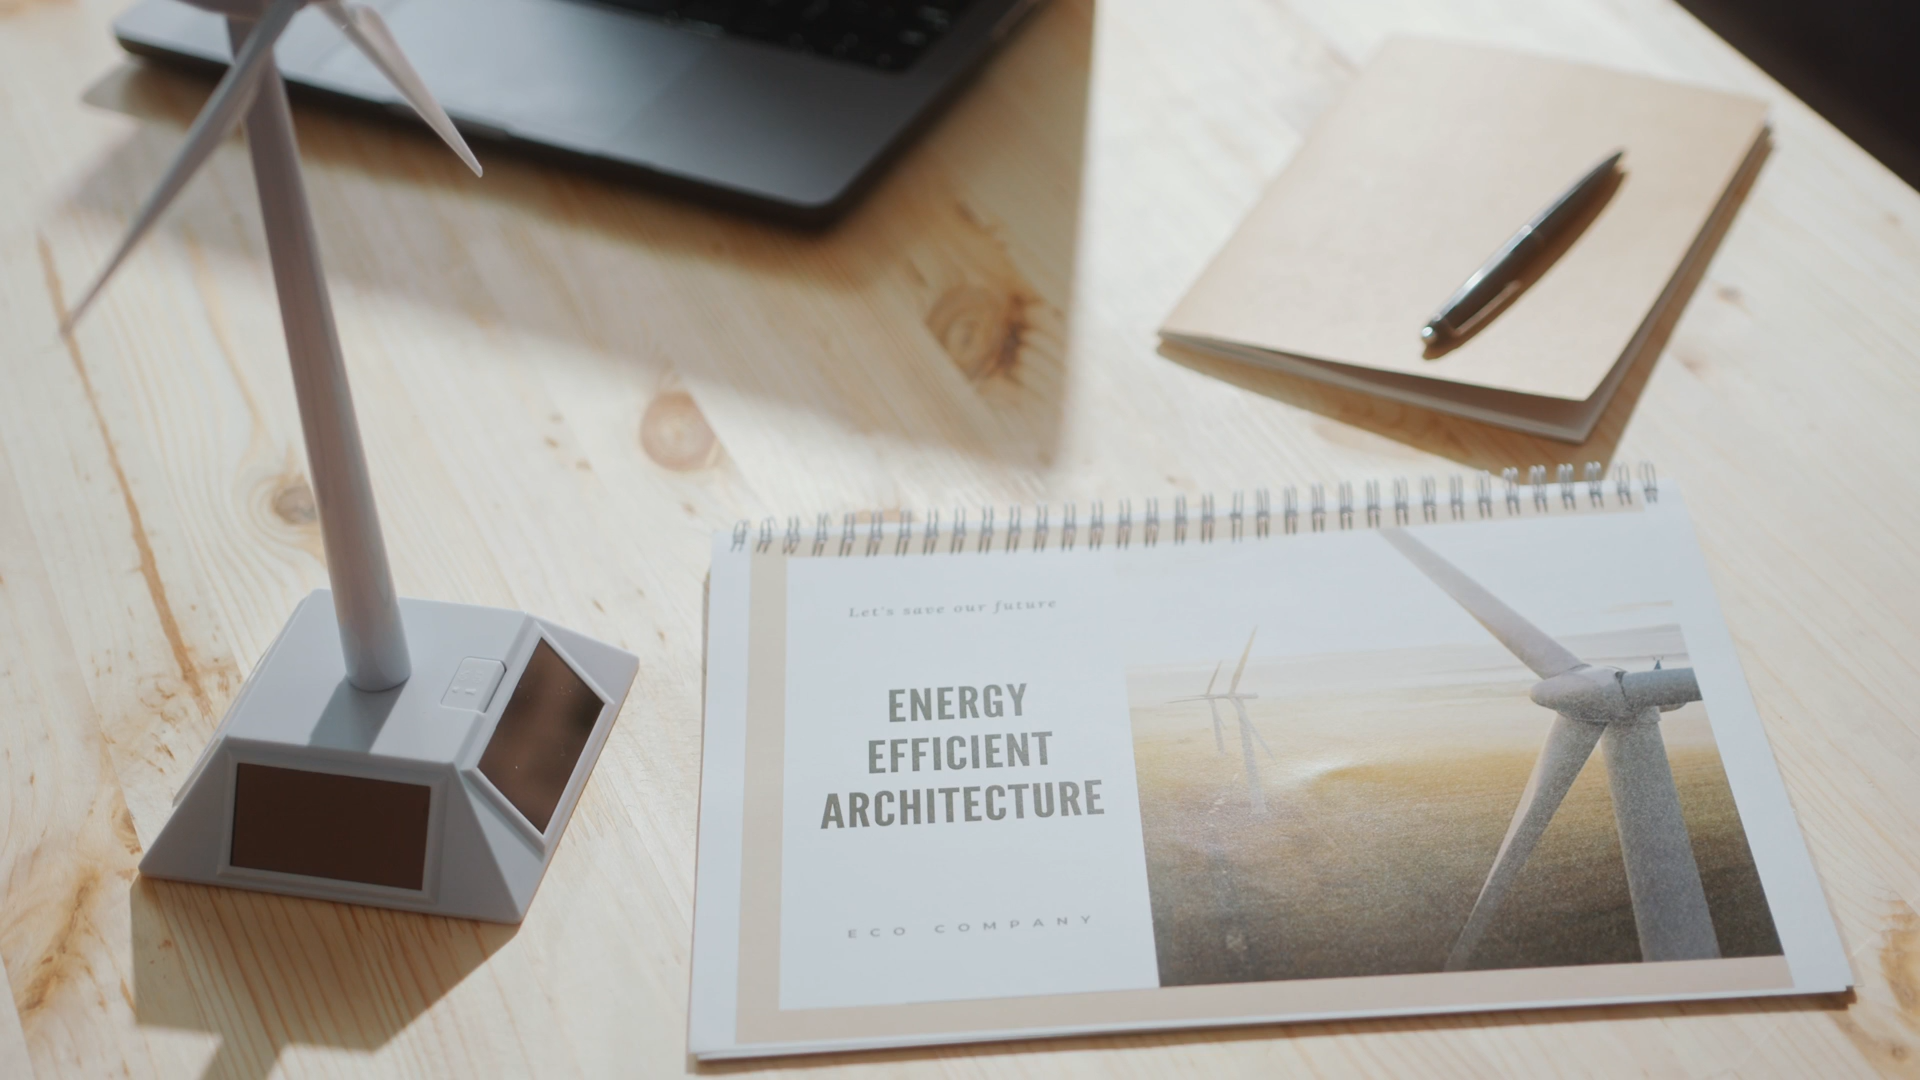 Let's save our future
ENERGY
EFFICIENT
ARCHITECTURE
ECO COMPANY